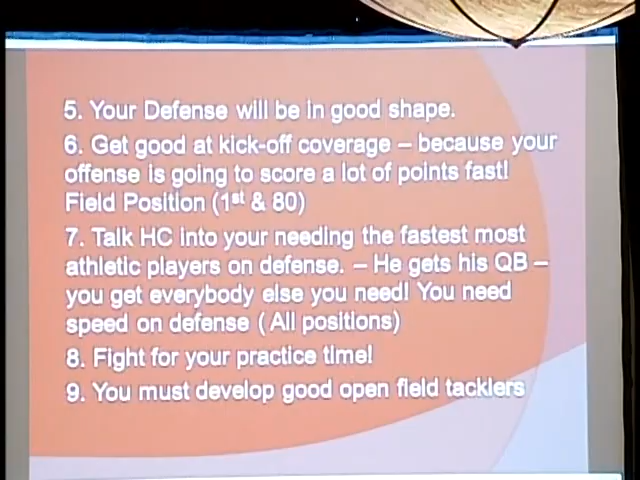 5. Your Defense will be in good shape.
6. Get good at kick-off coverage – because your
offense is going to score a lot of points fast!
Field Position (1st & 80)
7. Talk HC into your needing the fastest most
athletic players on defense. – He gets his QB –
you get everybody else you need! You need
speed on defense ( All positions)
8. Fight for your practice time!
9. You must develop good open field tacklers